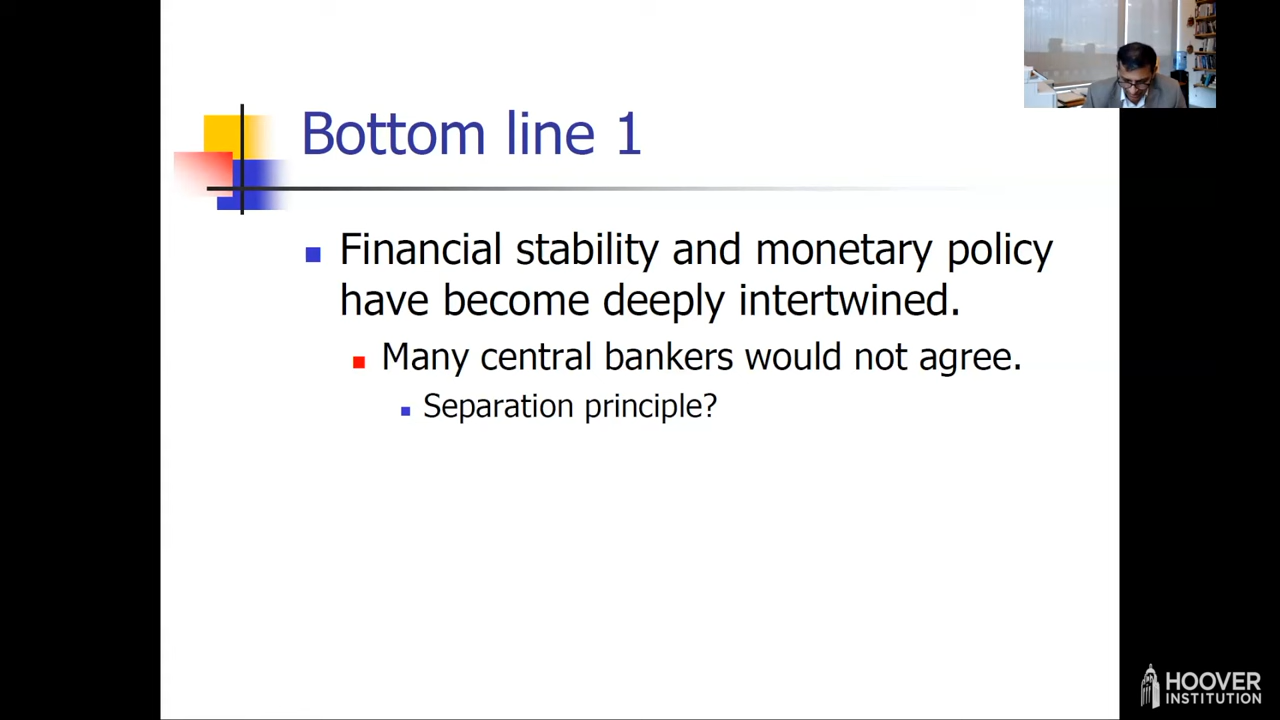 Bottom line 1
Financial stability and monetary policy
have become deeply intertwined.
Many central bankers would not agree.
Separation principle?
HOOVER
INSTITUTION